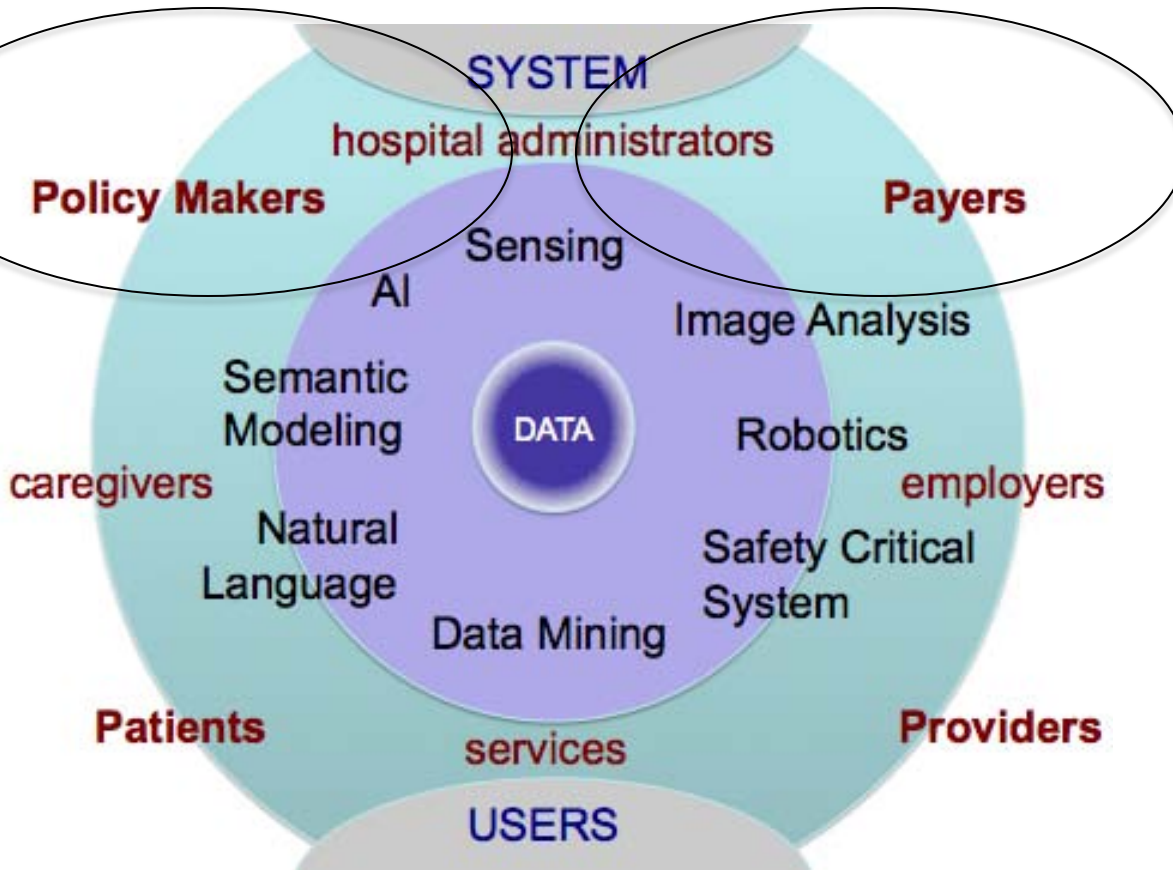 SYSTEM
hospital administrators
Policy Makers
Payers
Sensing
AI
Image Analysis
Semantic
Modeling
DATA
Robotics
caregivers
employers
Natural
Language
Safety Critical
System
Data Mining
Patients
Providers
services
USERS